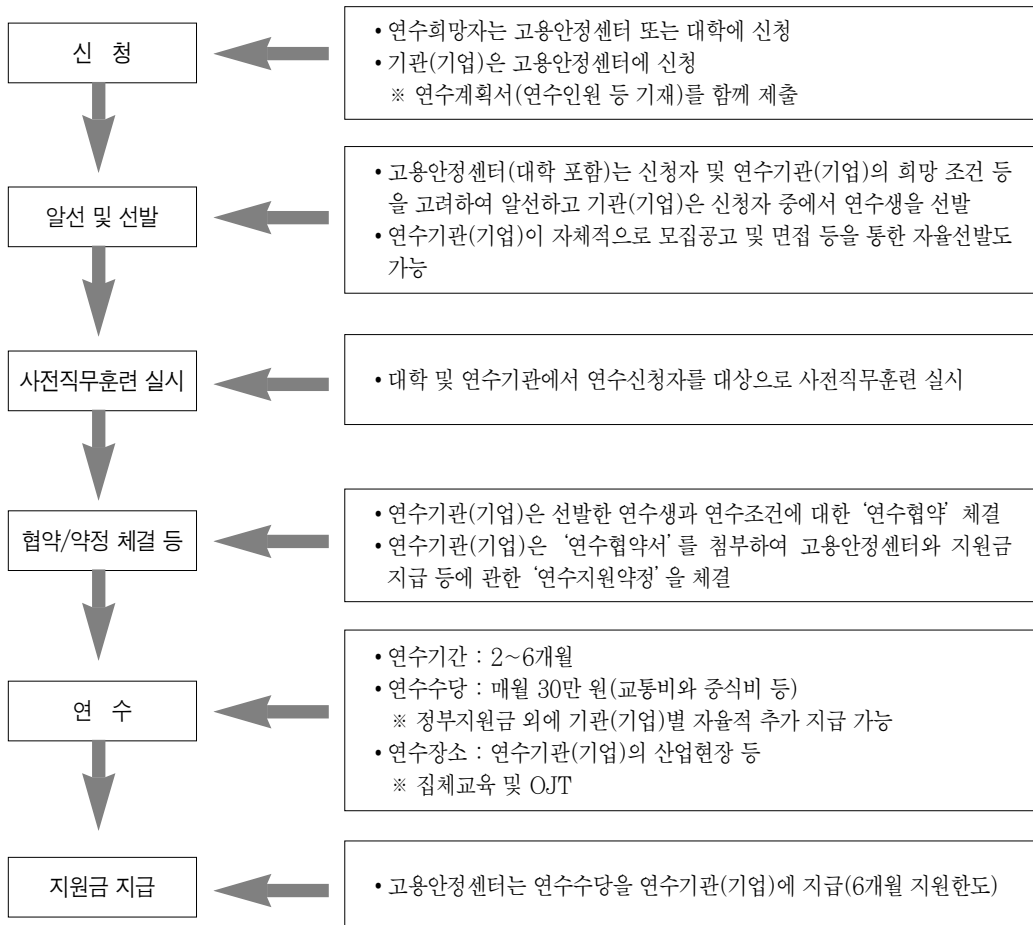 신 청
• 연수희망자는 고용안정센터 또는 대학에 신청
• 기관(기업)은 고용안정센터에 신청
※ 연수계획서(연수인원 등 기재)를 함께 제출
알선 및 선발
• 고용안정센터(대학 포함)는 신청자 및 연수기관(기업)의 희망 조건 등
을 고려하여 알선하고 기관(기업)은 신청자 중에서 연수생을 선발
• 연수기관(기업)이 자체적으로 모집공고 및 면접 등을 통한 자율선발도
가능
사전직무훈련 실시
• 대학 및 연수기관에서 연수신청자를 대상으로 사전직무훈련 실시
협약/약정 체결 등
• 연수기관(기업)은 선발한 연수생과 연수조건에 대한 ‘연수협약’ 체결
• 연수기관(기업)은 ‘연수협약서’를 첨부하여 고용안정센터와 지원금
지급 등에 관한 ‘연수지원약정’을 체결
연 수
• 연수기간 : 2~6개월
• 연수수당 : 매월 30만 원(교통비와 중식비 등)
※ 정부지원금 외에 기관(기업)별 자율적 추가 지급 가능
• 연수장소 : 연수기관(기업)의 산업현장 등
※ 집체교육 및 OJT
지원금 지급
• 고용안정센터는 연수수당을 연수기관(기업)에 지급(6개월 지원한도)